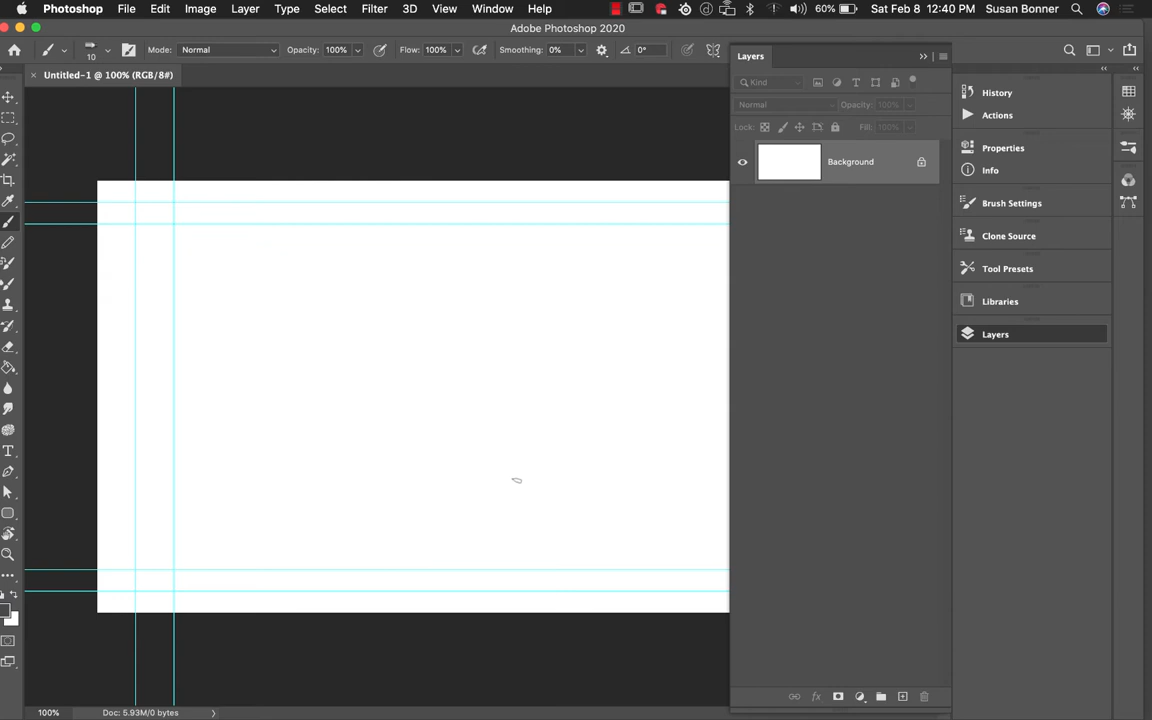 Photoshop File Edit Image Layer Type Select Filter 3D View Window Help 60% Sat Feb 8 12:40 PM Susan Bonner
Adobe Photoshop 2020
10 Mode: Normal Opacity: 100% Flow: 100% Smoothing: 0% 0°
Untitled-1 @ 100% (RGB/8#)
Layers
Kind
Normal Opacity: 100%
Lock: Fill: 100%
Background
History
Actions
Properties
Info
Brush Settings
Clone Source
Tool Presets
Libraries
Layers
100% Doc: 5.93M/0 bytes